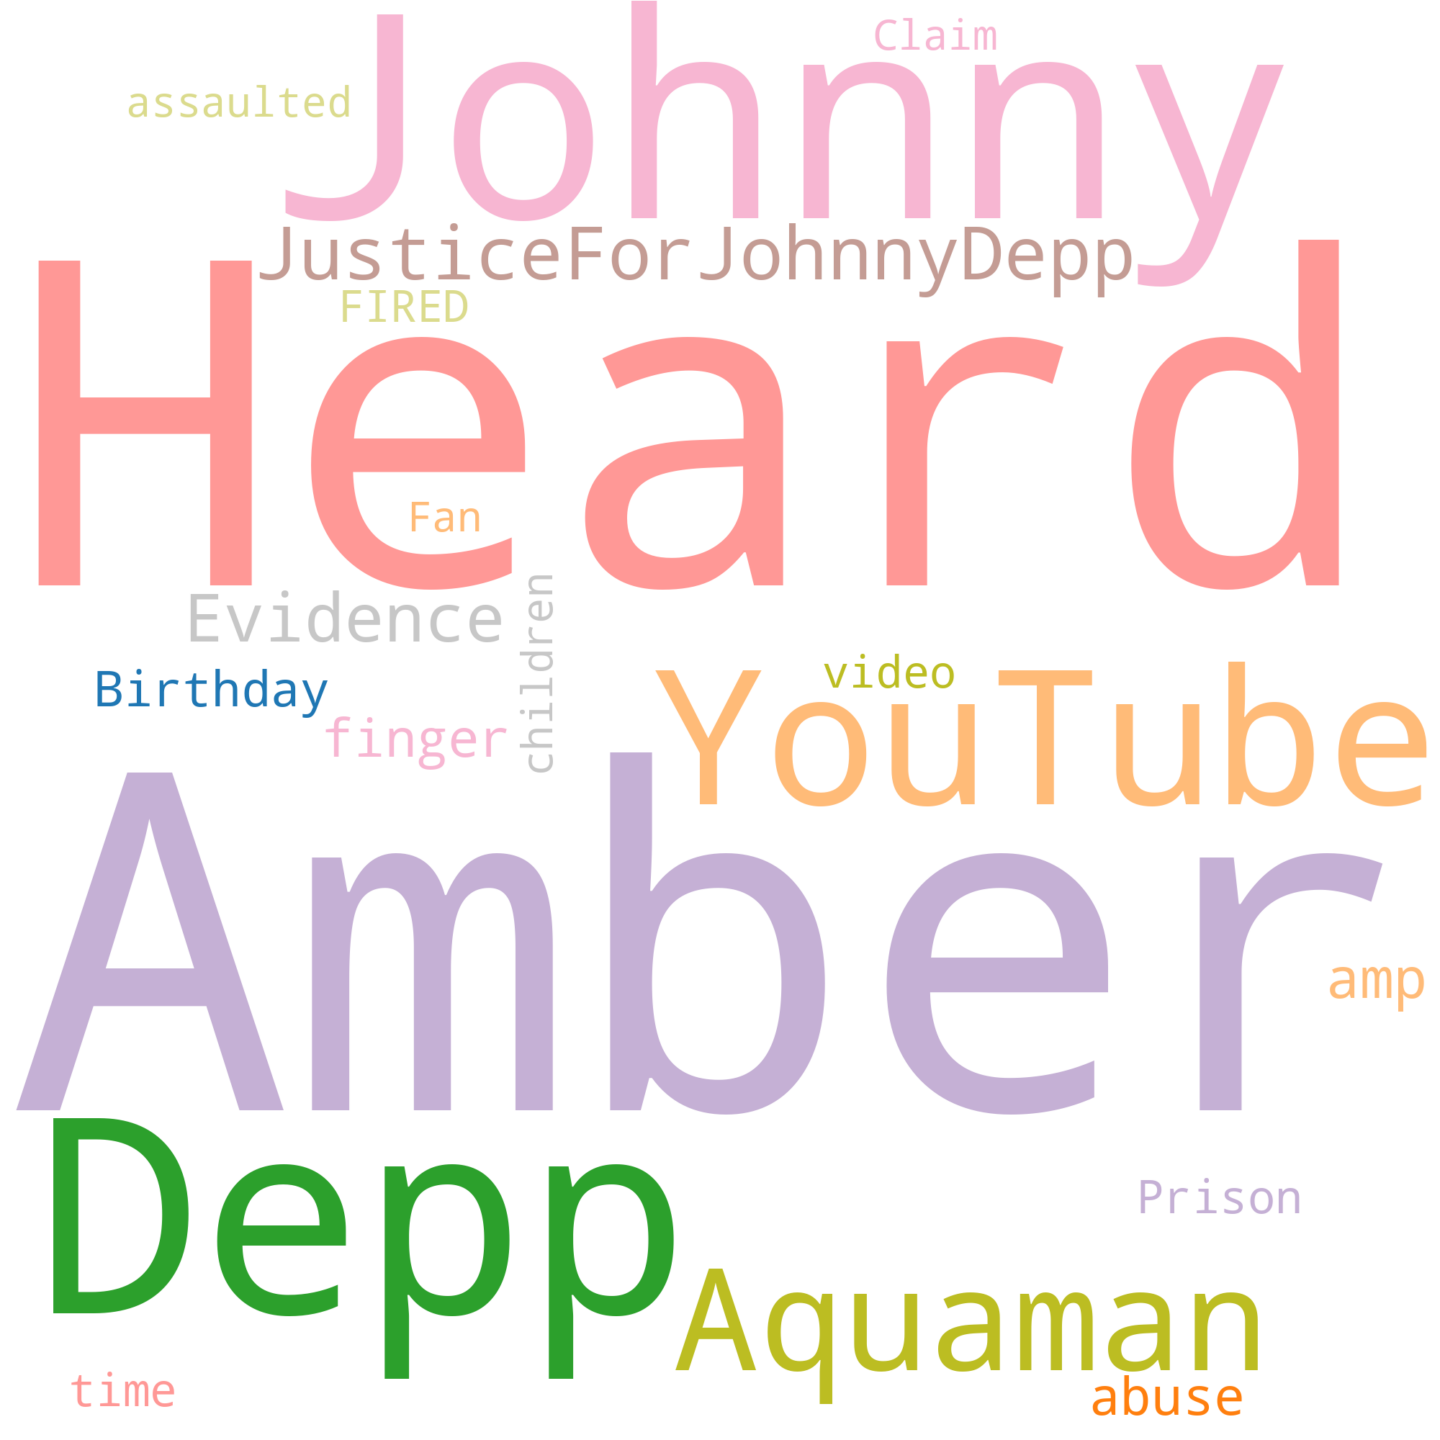 Claim
Johnny
assaulted
JusticeForJohnnyDepp
FIRED
Heard
Fan
Evidence
children
video
Birthday
YouTube
finger
Amber
amp
Depp
Prison
Aquaman
time
abuse